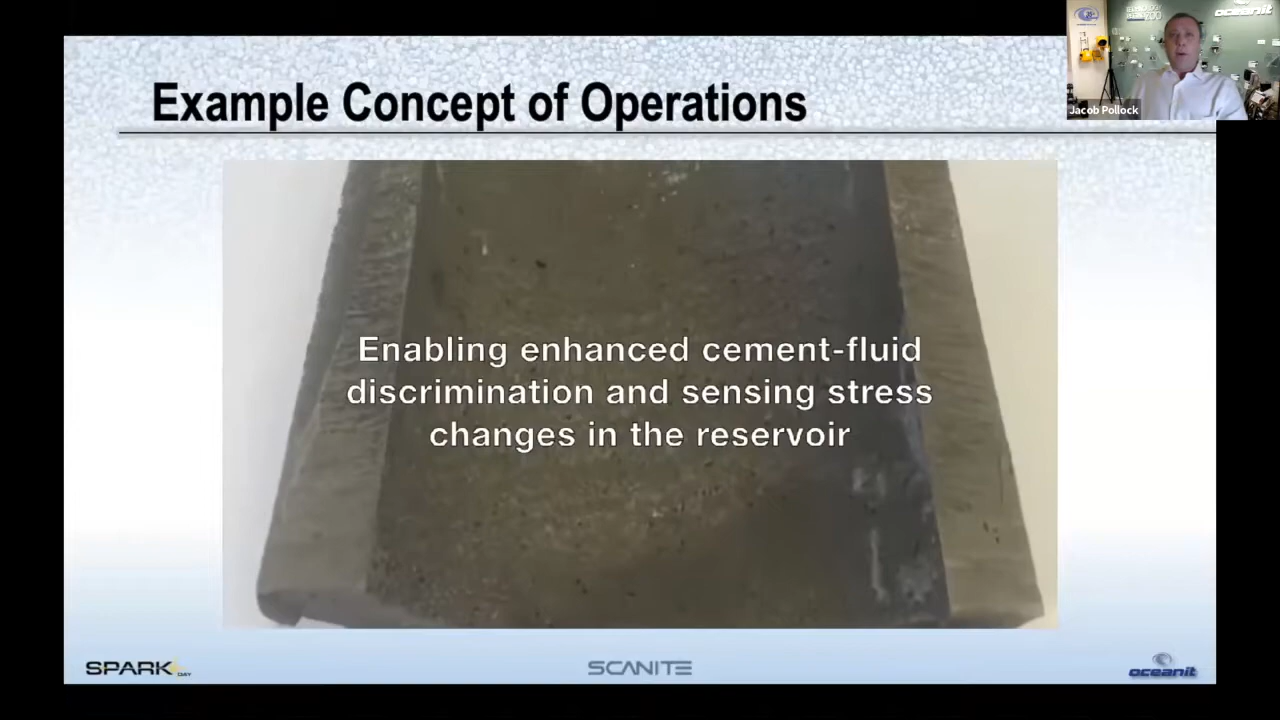 Example Concept of Operations
oceanit
Jacob Pollock
Enabling enhanced cement-fluid
discrimination and sensing stress
changes in the reservoir
SPARK
DAY
SCANITE
oceanit